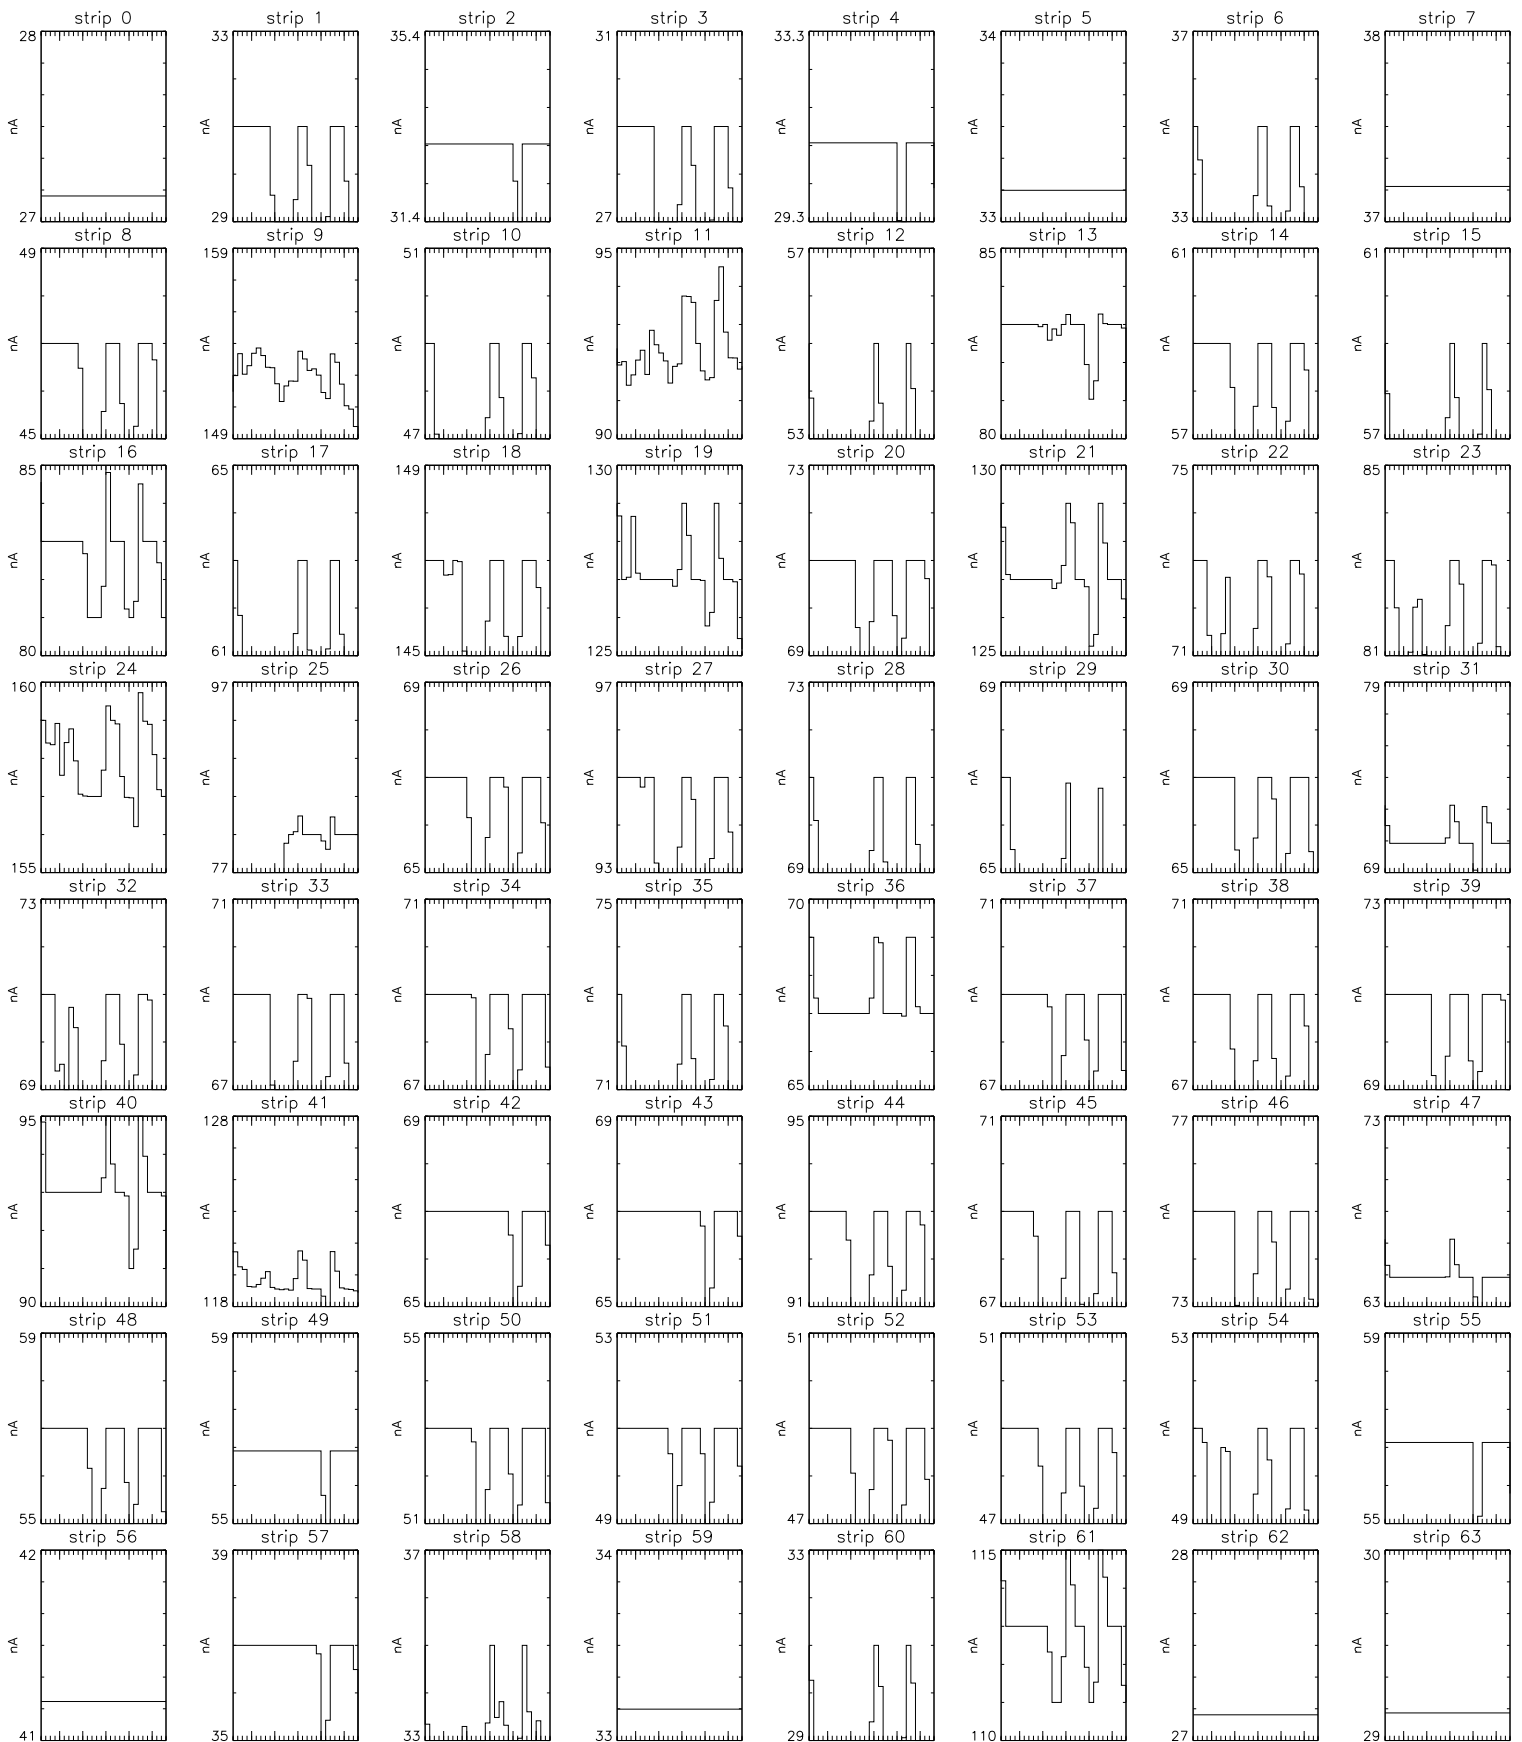 strip 0 strip 1 strip 2 strip 3 strip 4 strip 5 strip 6 strip 7
28 33 35.4 31 33.3 34 37 38
nA nA nA nA nA nA nA nA
27 29 31.4 27 29.3 33 33 37
strip 8 strip 9 strip 10 strip 11 strip 12 strip 13 strip 14 strip 15
49 159 51 95 57 85 61 61
nA nA nA nA nA nA nA nA
45 149 47 90 53 80 57 57
strip 16 strip 17 strip 18 strip 19 strip 20 strip 21 strip 22 strip 23
85 65 149 130 73 130 75 85
nA nA nA nA nA nA nA nA
80 61 145 125 69 125 71 81
strip 24 strip 25 strip 26 strip 27 strip 28 strip 29 strip 30 strip 31
160 97 69 97 73 69 69 79
nA nA nA nA nA nA nA nA
155 77 65 93 69 65 65 69
strip 32 strip 33 strip 34 strip 35 strip 36 strip 37 strip 38 strip 39
73 71 71 75 70 71 71 73
nA nA nA nA nA nA nA nA
69 67 67 71 65 67 67 69
strip 40 strip 41 strip 42 strip 43 strip 44 strip 45 strip 46 strip 47
95 128 69 69 95 71 77 73
nA nA nA nA nA nA nA nA
90 118 65 65 91 67 73 63
strip 48 strip 49 strip 50 strip 51 strip 52 strip 53 strip 54 strip 55
59 59 55 53 51 51 53 59
nA nA nA nA nA nA nA nA
55 55 51 49 47 47 49 55
strip 56 strip 57 strip 58 strip 59 strip 60 strip 61 strip 62 strip 63
42 39 37 34 33 115 28 30
nA nA nA nA nA nA nA nA
41 35 33 33 29 110 27 29